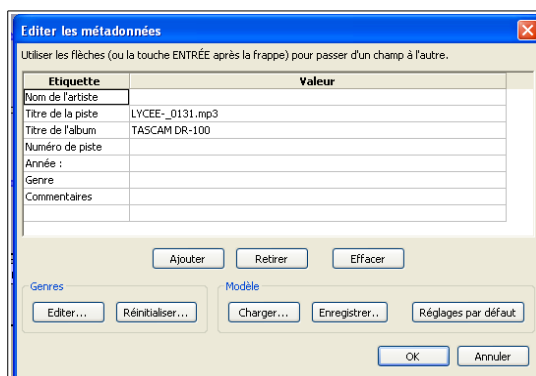 Editer les métadonnées
Utiliser les flèches (ou la touche ENTRÉE après la frappe) pour passer d'un champ à l'autre.
Etiquette Valeur
Nom de l'artiste
Titre de la piste LYCEE-_0131.mp3
Titre de l'album TASCAM DR-100
Numéro de piste
Année :
Genre
Commentaires
Ajouter Retirer Effacer
Genres Modèle
Editer... Réinitialiser... Charger... Enregistrer.. Réglages par défaut
OK Annuler